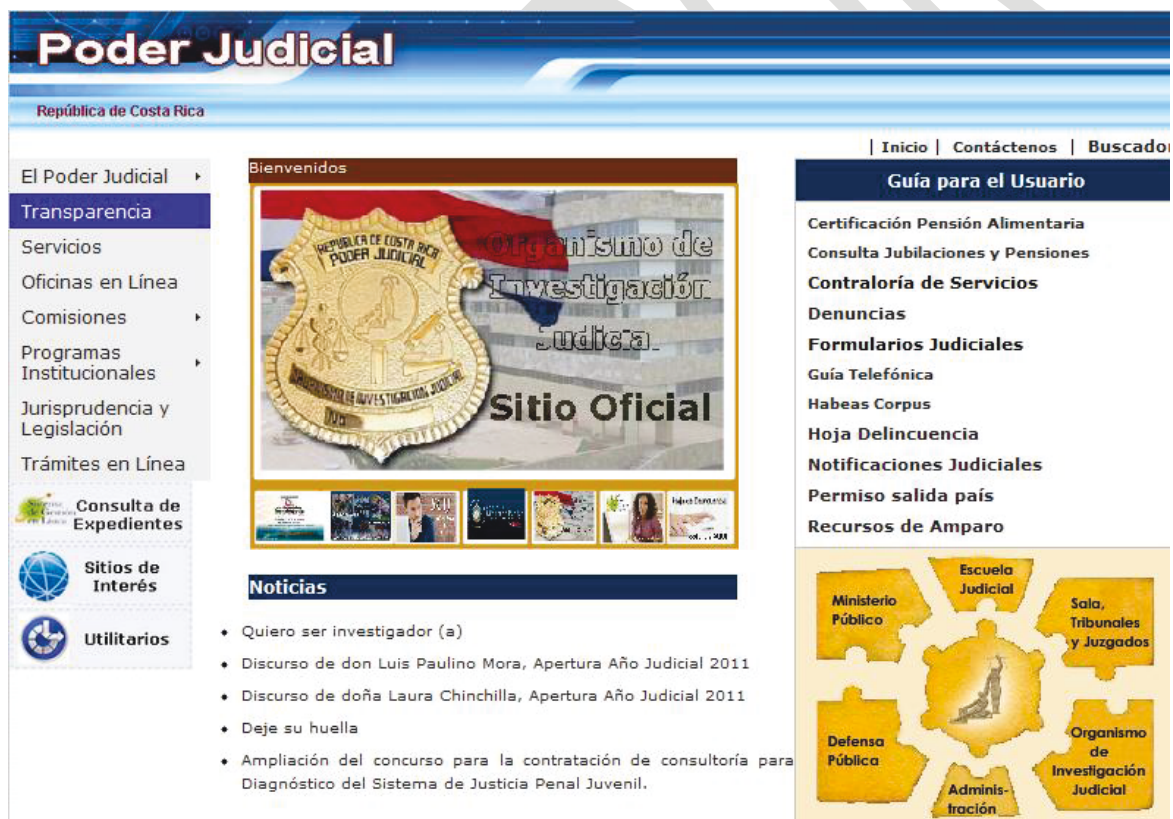 Poder Judicial
República de Costa Rica
| Inicio | Contáctenos | Buscador
El Poder Judicial
Transparencia
Servicios
Oficinas en Línea
Comisiones
Programas
Institucionales
Jurisprudencia y
Legislación
Trámites en Línea
Consulta de
Expedientes
Sitios de
Interés
Utilitarios
Bienvenidos
REPUBLICA DE COSTA RICA
PODER JUDICIAL
ORGANISMO DE INVESTIGACION JUDICIAL
Organismo de
Investigación
Judicial
Sitio Oficial
Noticias
Quiero ser investigador (a)
Discurso de don Luis Paulino Mora, Apertura Año Judicial 2011
Discurso de doña Laura Chinchilla, Apertura Año Judicial 2011
Deje su huella
Ampliación del concurso para la contratación de consultoría para
Diagnóstico del Sistema de Justicia Penal Juvenil.
Guía para el Usuario
Certificación Pensión Alimentaria
Consulta Jubilaciones y Pensiones
Contraloría de Servicios
Denuncias
Formularios Judiciales
Guía Telefónica
Habeas Corpus
Hoja Delincuencia
Notificaciones Judiciales
Permiso salida país
Recursos de Amparo
Escuela
Judicial
Ministerio
Público
Sala,
Tribunales
y Juzgados
Defensa
Pública
Organismo
de
Investigación
Judicial
Adminis-
tración